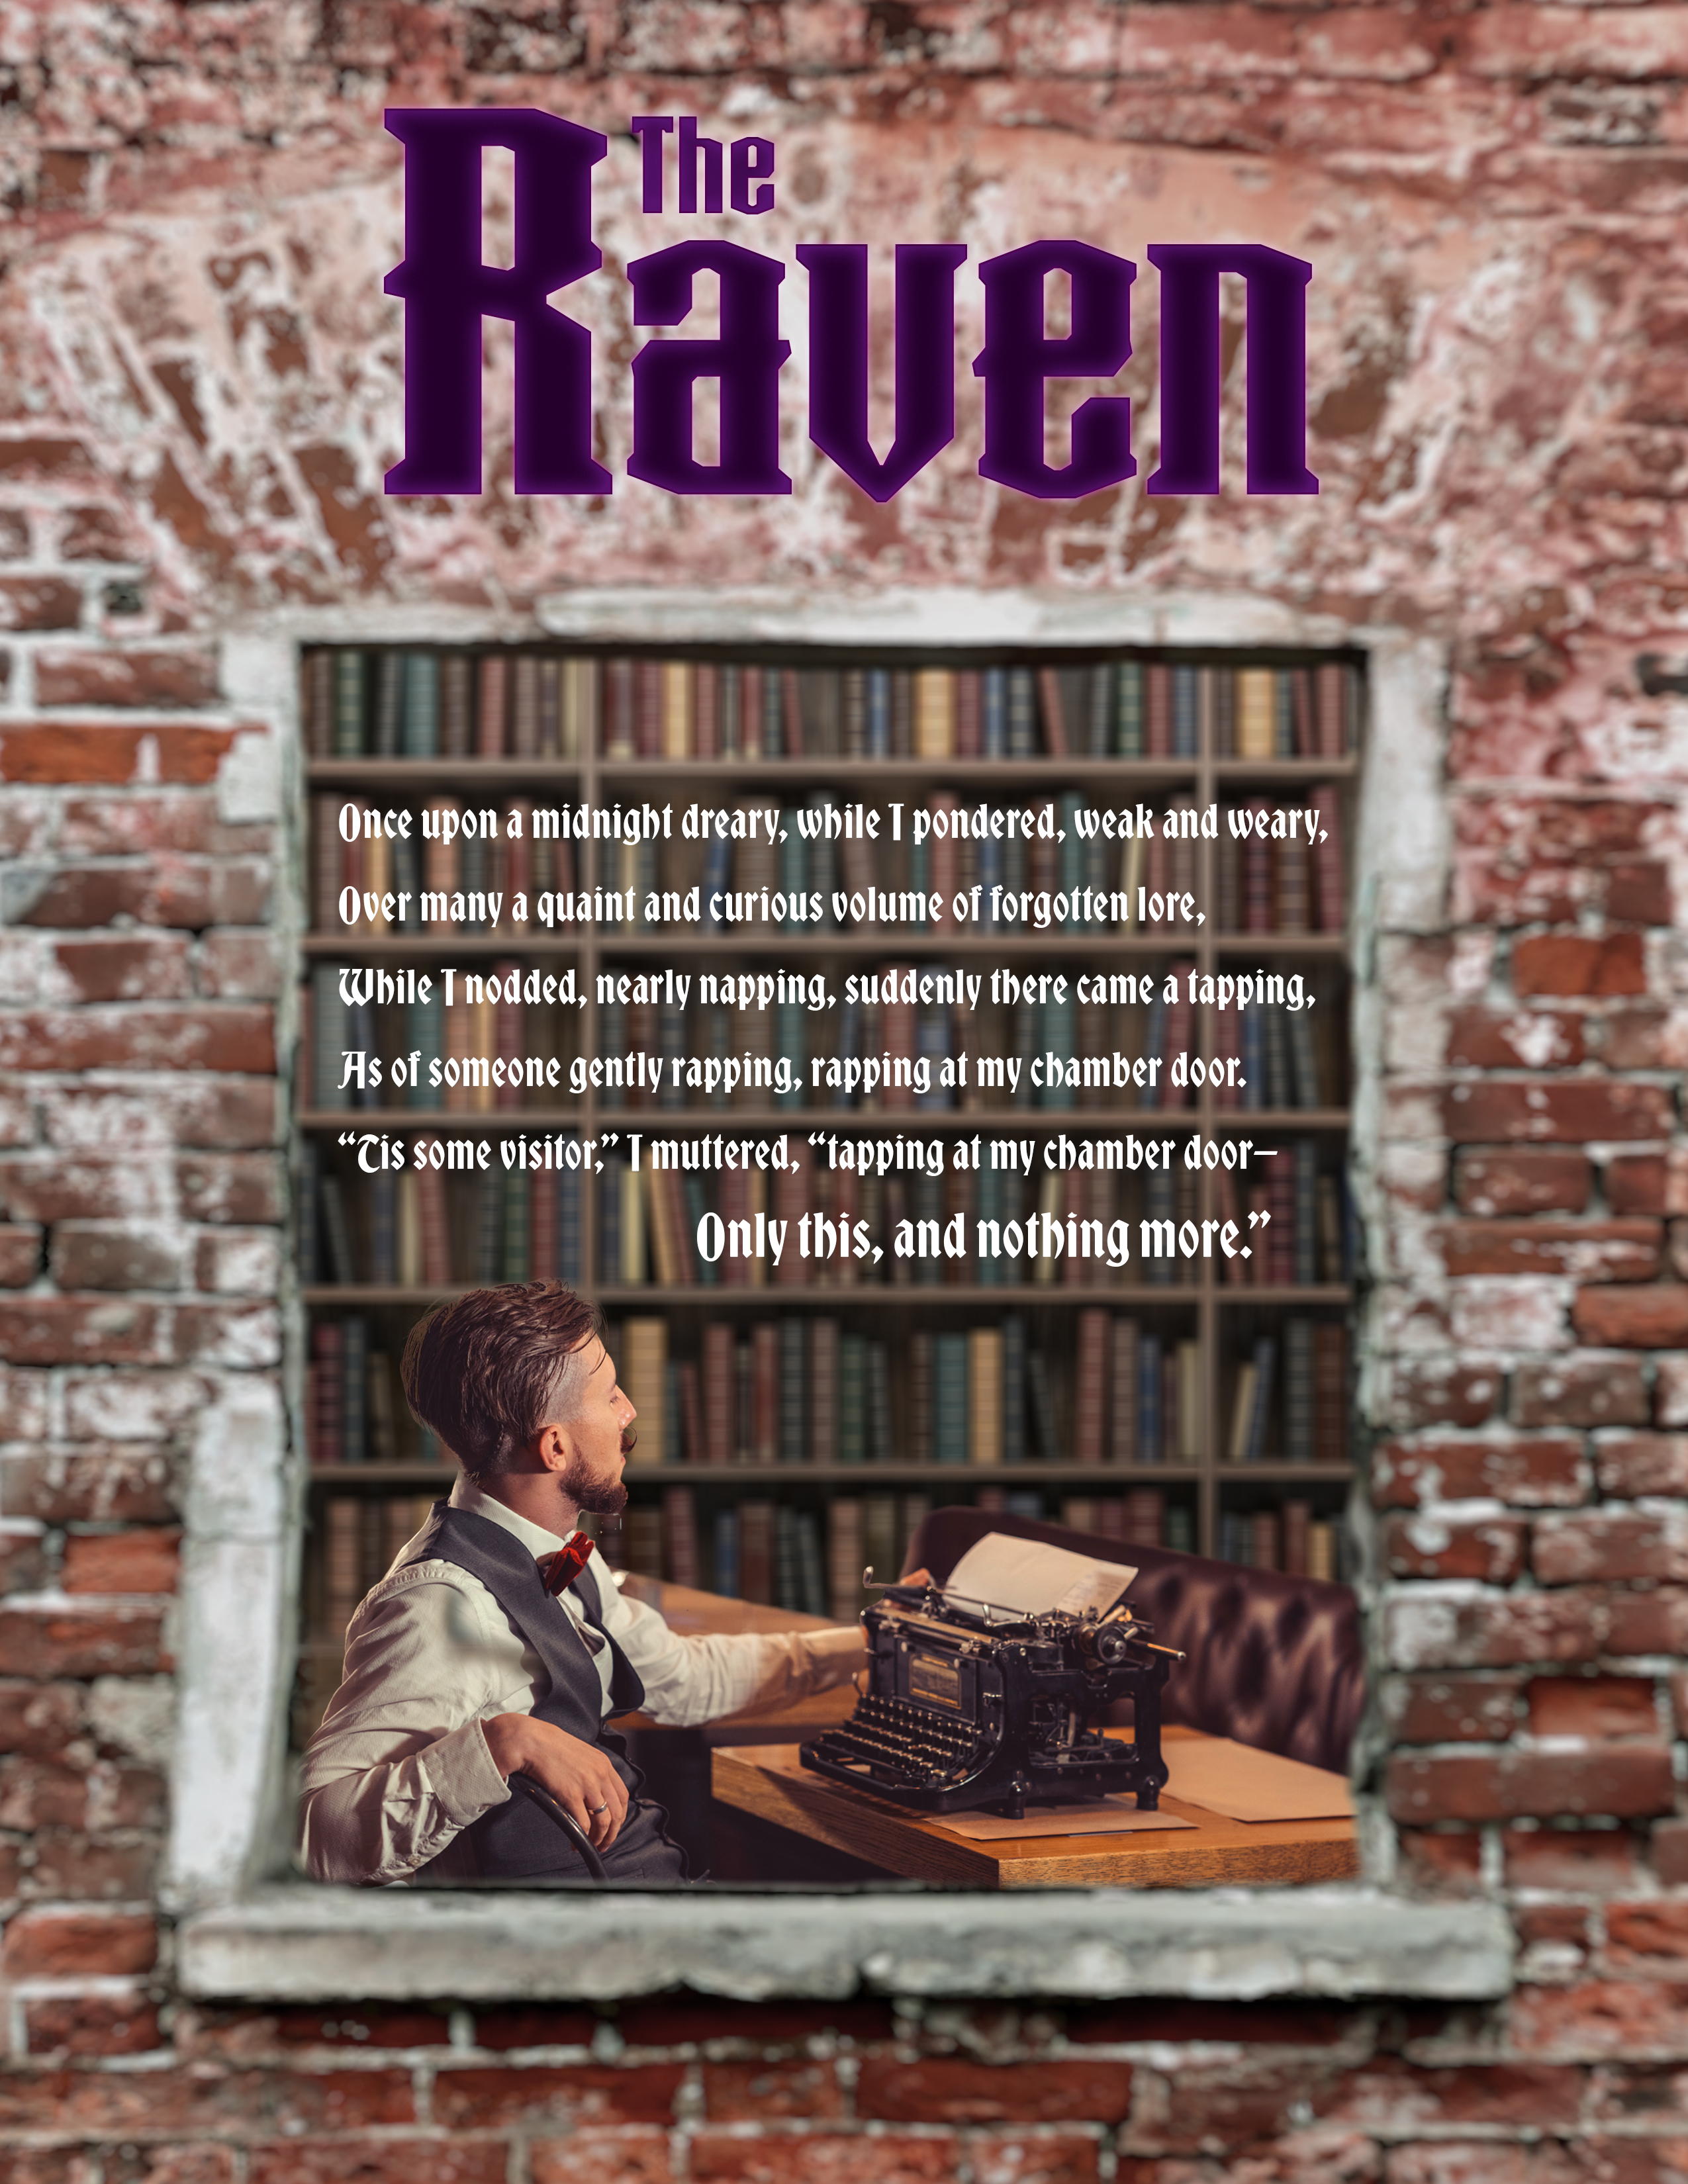 The
Raven
Once upon a midnight dreary, while I pondered, weak and weary,
Over many a quaint and curious volume of forgotten lore,
While I nodded, nearly napping, suddenly there came a tapping,
As of someone gently rapping, rapping at my chamber door.
“Tis some visitor,” I muttered, “tapping at my chamber door—
Only this, and nothing more.”